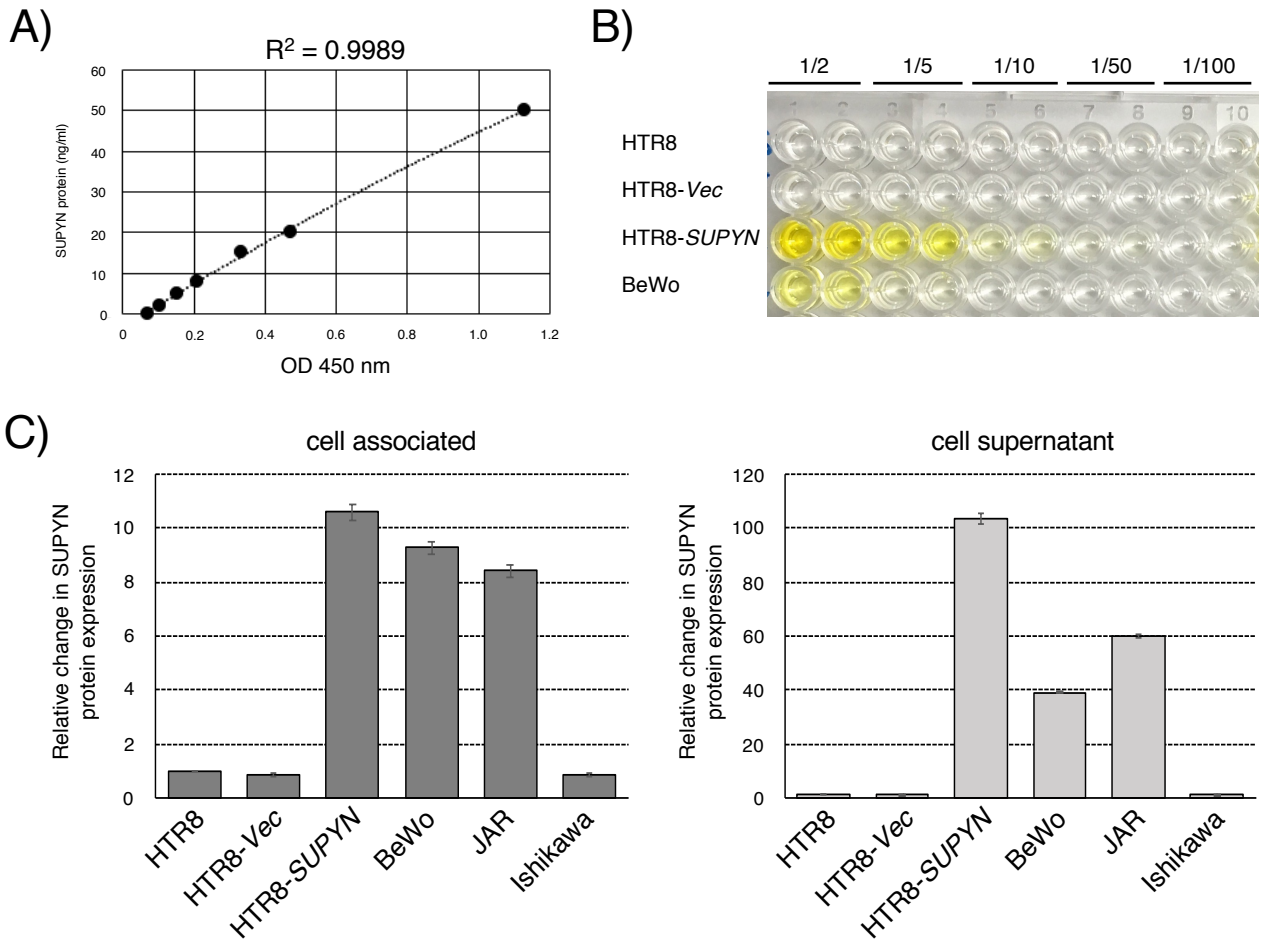 A)
R² = 0.9989
60
50
40
30
20
10
0
SUPYN protein (ng/ml)
0 0.2 0.4 0.6 0.8 1.0 1.2
OD 450 nm
B)
1/2 1/5 1/10 1/50 1/100
1 2 3 4 5 6 7 8 9 10
HTR8
HTR8-Vec
HTR8-SUPYN
BeWo
C)
cell associated
Relative change in SUPYN
protein expression
12
10
8
6
4
2
0
HTR8 HTR8-Vec HTR8-SUPYN BeWo JAR Ishikawa
cell supernatant
Relative change in SUPYN
protein expression
120
100
80
60
40
20
0
HTR8 HTR8-Vec HTR8-SUPYN BeWo JAR Ishikawa